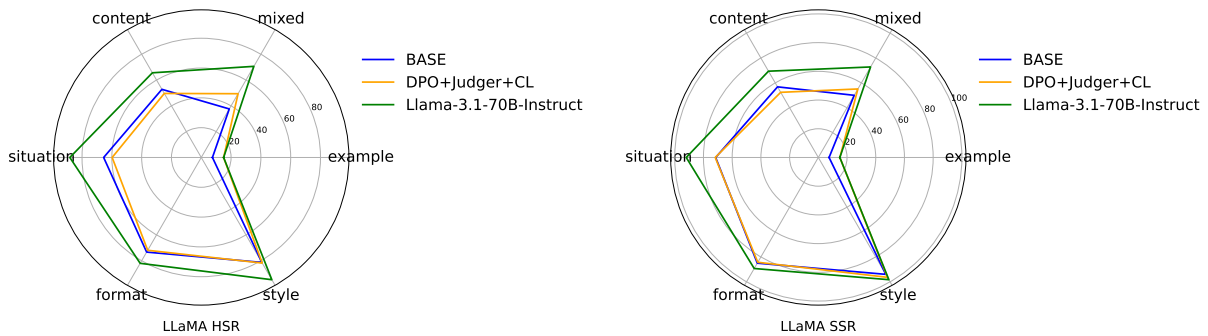 content
mixed
situation
example
format
style
20
40
60
80
BASE
DPO+Judger+CL
Llama-3.1-70B-Instruct
LLaMA HSR
content
mixed
situation
example
format
style
20
40
60
80
100
BASE
DPO+Judger+CL
Llama-3.1-70B-Instruct
LLaMA SSR